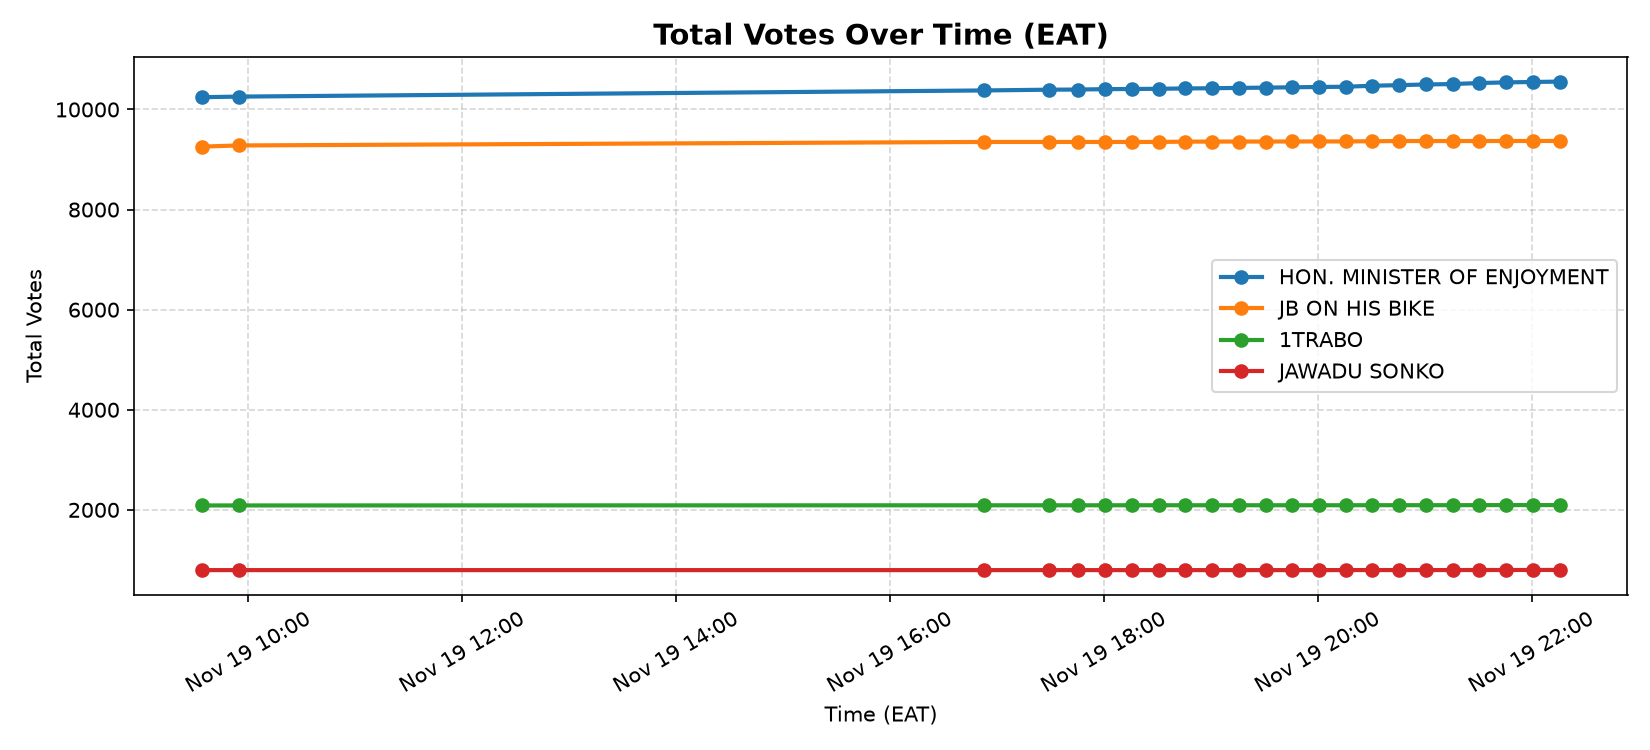 Total Votes Over Time (EAT)
Total Votes
10000
8000
6000
4000
2000
HON. MINISTER OF ENJOYMENT
JB ON HIS BIKE
1TRABO
JAWADU SONKO
Nov 19 10:00
Nov 19 12:00
Nov 19 14:00
Nov 19 16:00
Nov 19 18:00
Nov 19 20:00
Nov 19 22:00
Time (EAT)